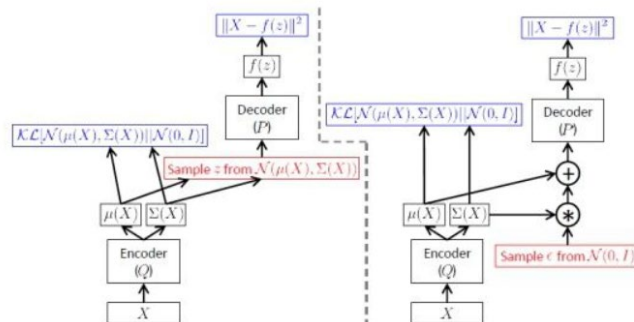 ‖X − f(z)‖²
f(z)
Decoder
(P)
𝒦ℒ[𝒩(μ(X), Σ(X))||𝒩(0, I)]
Sample z from 𝒩(μ(X), Σ(X))
μ(X)
Σ(X)
Encoder
(Q)
X
‖X − f(z)‖²
f(z)
Decoder
(P)
𝒦ℒ[𝒩(μ(X), Σ(X))||𝒩(0, I)]
+
μ(X)
Σ(X)
*
Encoder
(Q)
Sample ϵ from 𝒩(0, I)
X